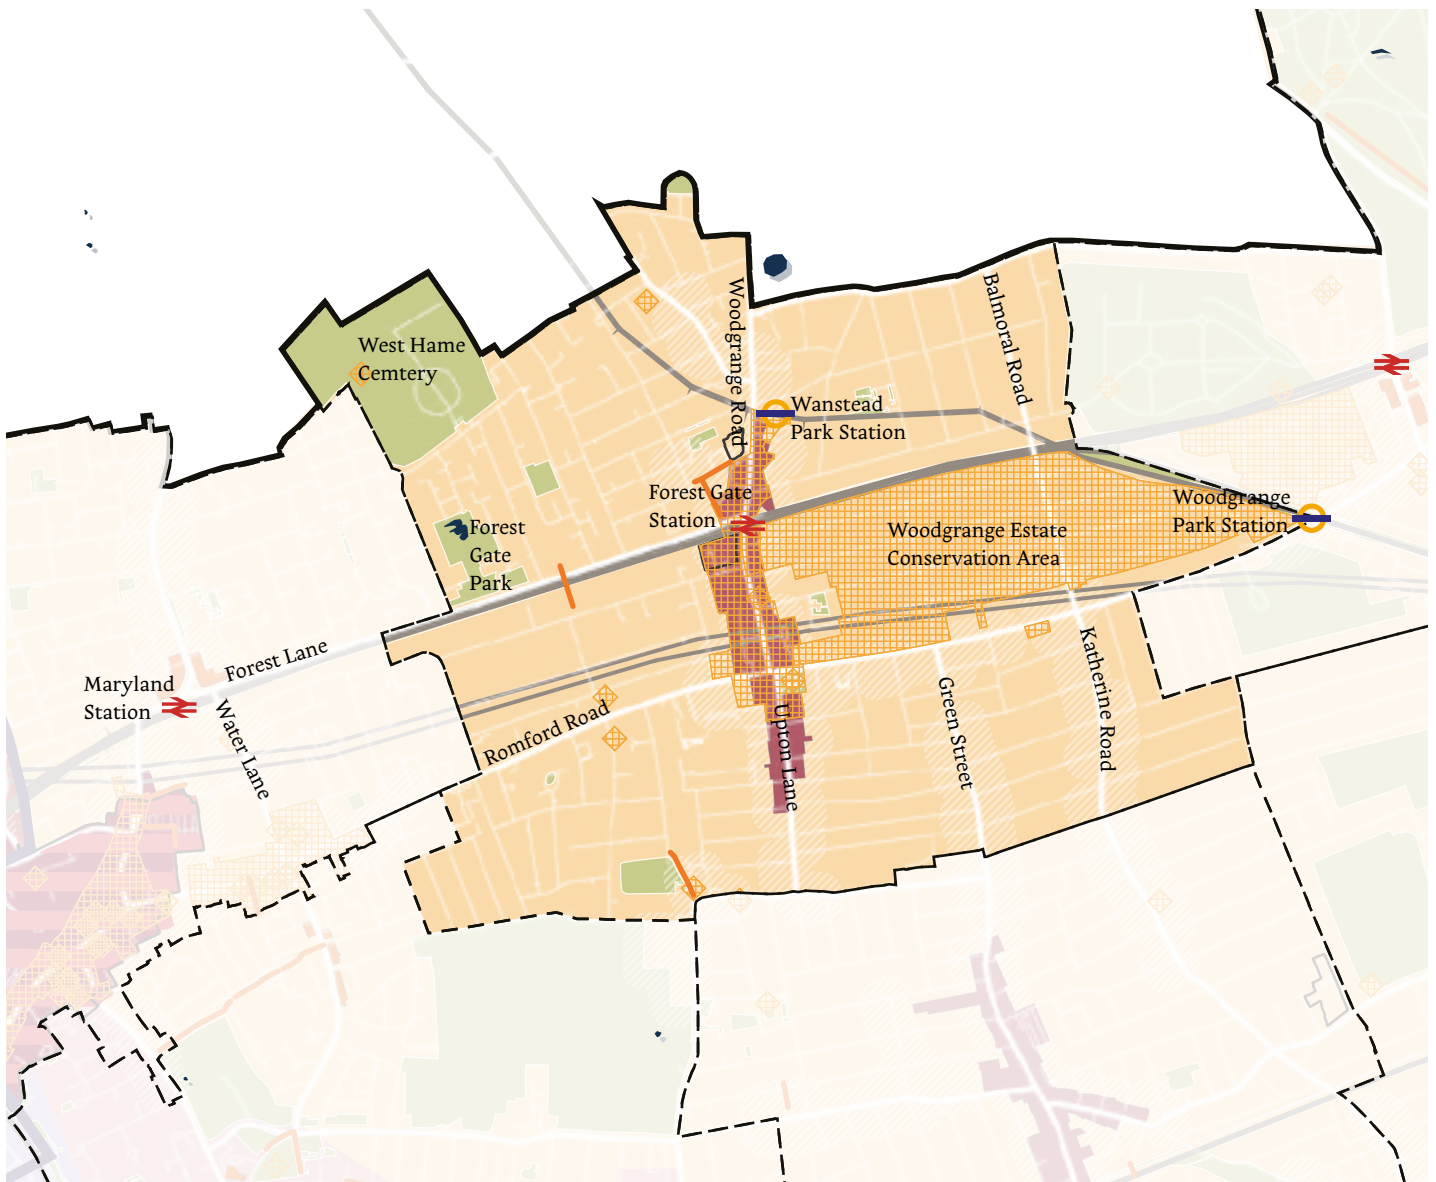 West Hame
Cemtery
Woodgrange Road
Balmoral Road
Wanstead
Park Station
Forest Gate
Station
Woodgrange
Park Station
Forest
Gate
Park
Woodgrange Estate
Conservation Area
Forest Lane
Maryland
Station
Water Lane
Romford Road
Upton Lane
Green Street
Katherine Road